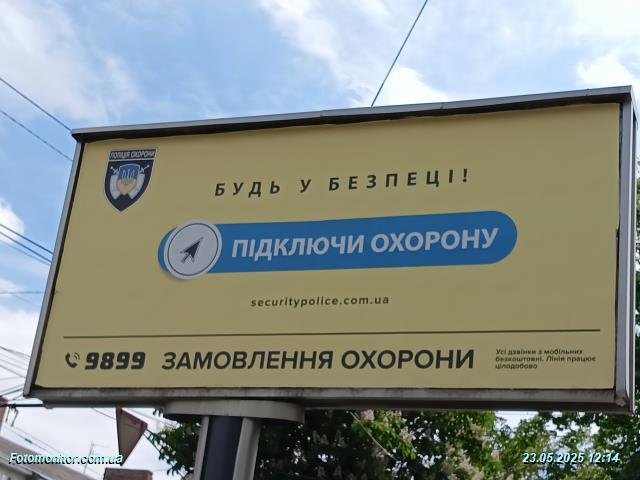 ПОЛІЦІЯ ОХОРОНИ
БУДЬ У БЕЗПЕЦІ!
ПІДКЛЮЧИ ОХОРОНУ
securitypolice.com.ua
9899 ЗАМОВЛЕННЯ ОХОРОНИ
Усі дзвінки з мобільних
безкоштовні. Лінія працює
цілодобово
Fotomonitor.com.ua
23.05.2025 12:14